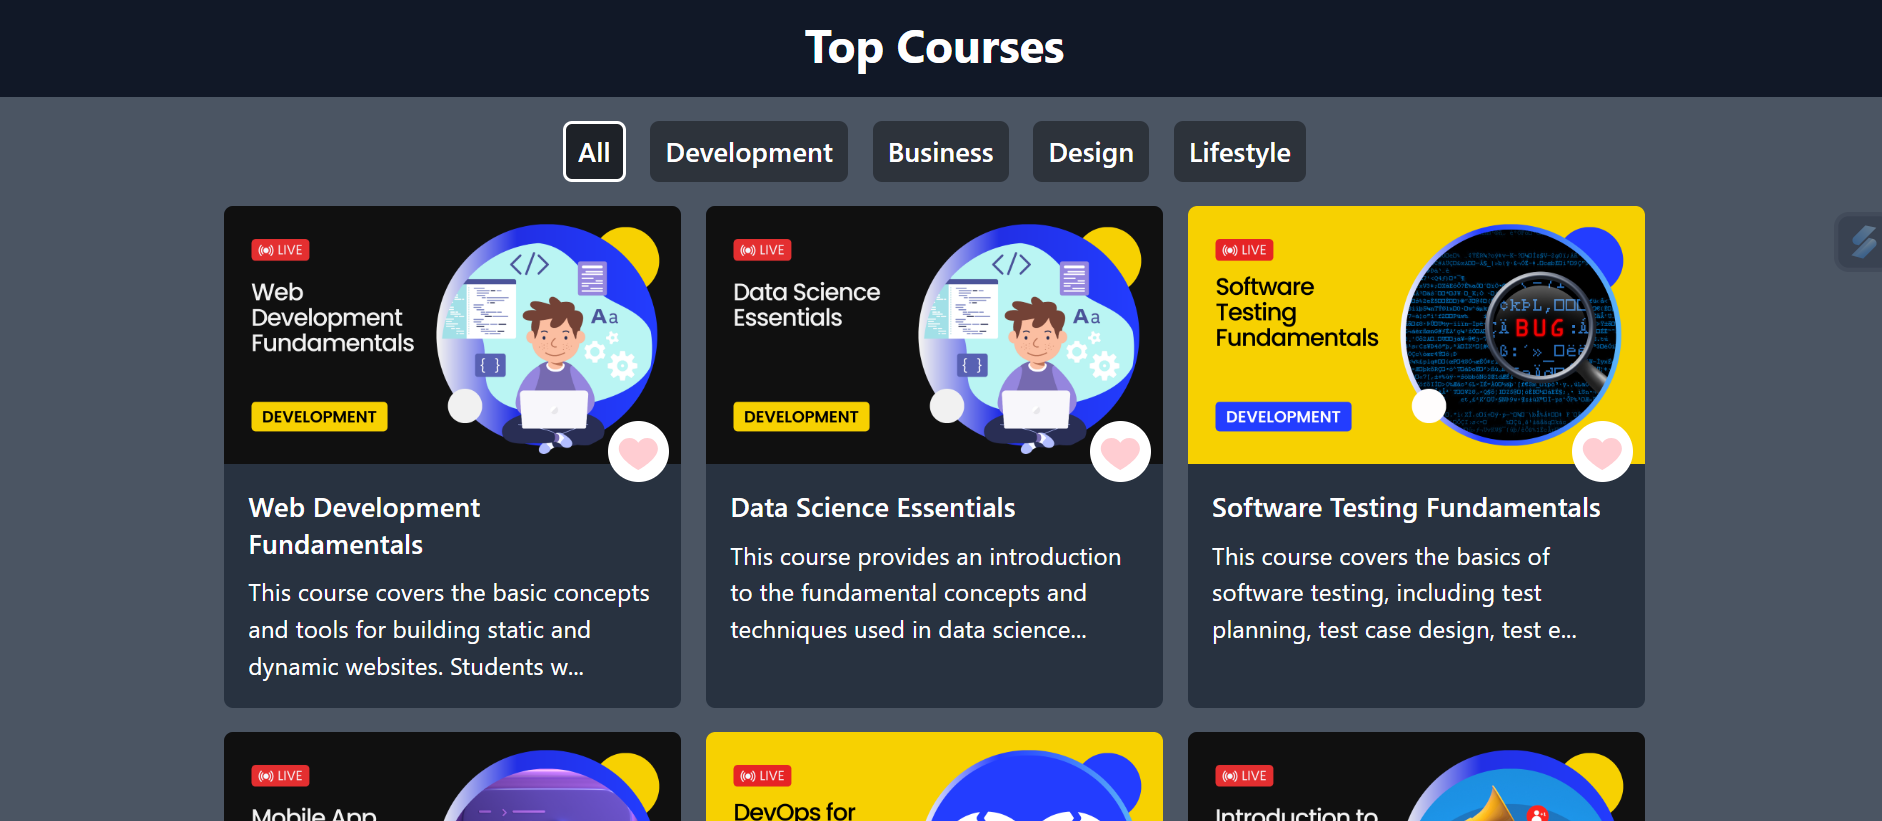 Top Courses
All
Development
Business
Design
Lifestyle
LIVE
Web
Development
Fundamentals
DEVELOPMENT
Web Development
Fundamentals
This course covers the basic concepts
and tools for building static and
dynamic websites. Students w...
LIVE
Data Science
Essentials
DEVELOPMENT
Data Science Essentials
This course provides an introduction
to the fundamental concepts and
techniques used in data science...
LIVE
Software
Testing
Fundamentals
BUG
DEVELOPMENT
Software Testing Fundamentals
This course covers the basics of
software testing, including test
planning, test case design, test e...
LIVE
Mobile App
LIVE
DevOps for
LIVE
Introduction to